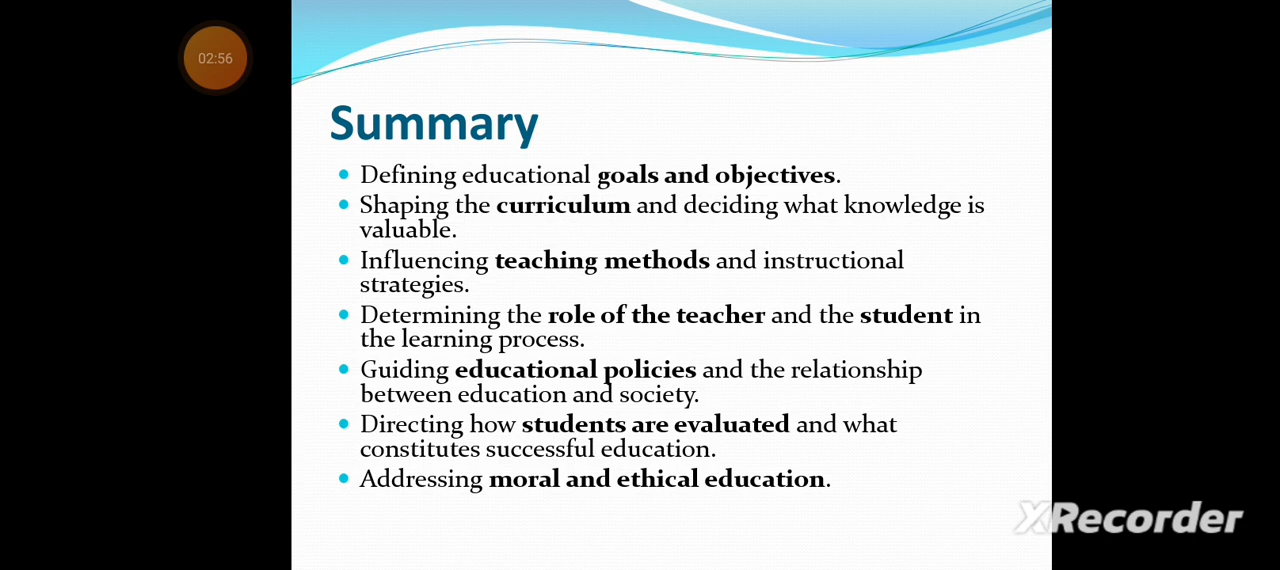 02:56
Summary
Defining educational goals and objectives.
Shaping the curriculum and deciding what knowledge is
valuable.
Influencing teaching methods and instructional
strategies.
Determining the role of the teacher and the student in
the learning process.
Guiding educational policies and the relationship
between education and society.
Directing how students are evaluated and what
constitutes successful education.
Addressing moral and ethical education.
XRecorder